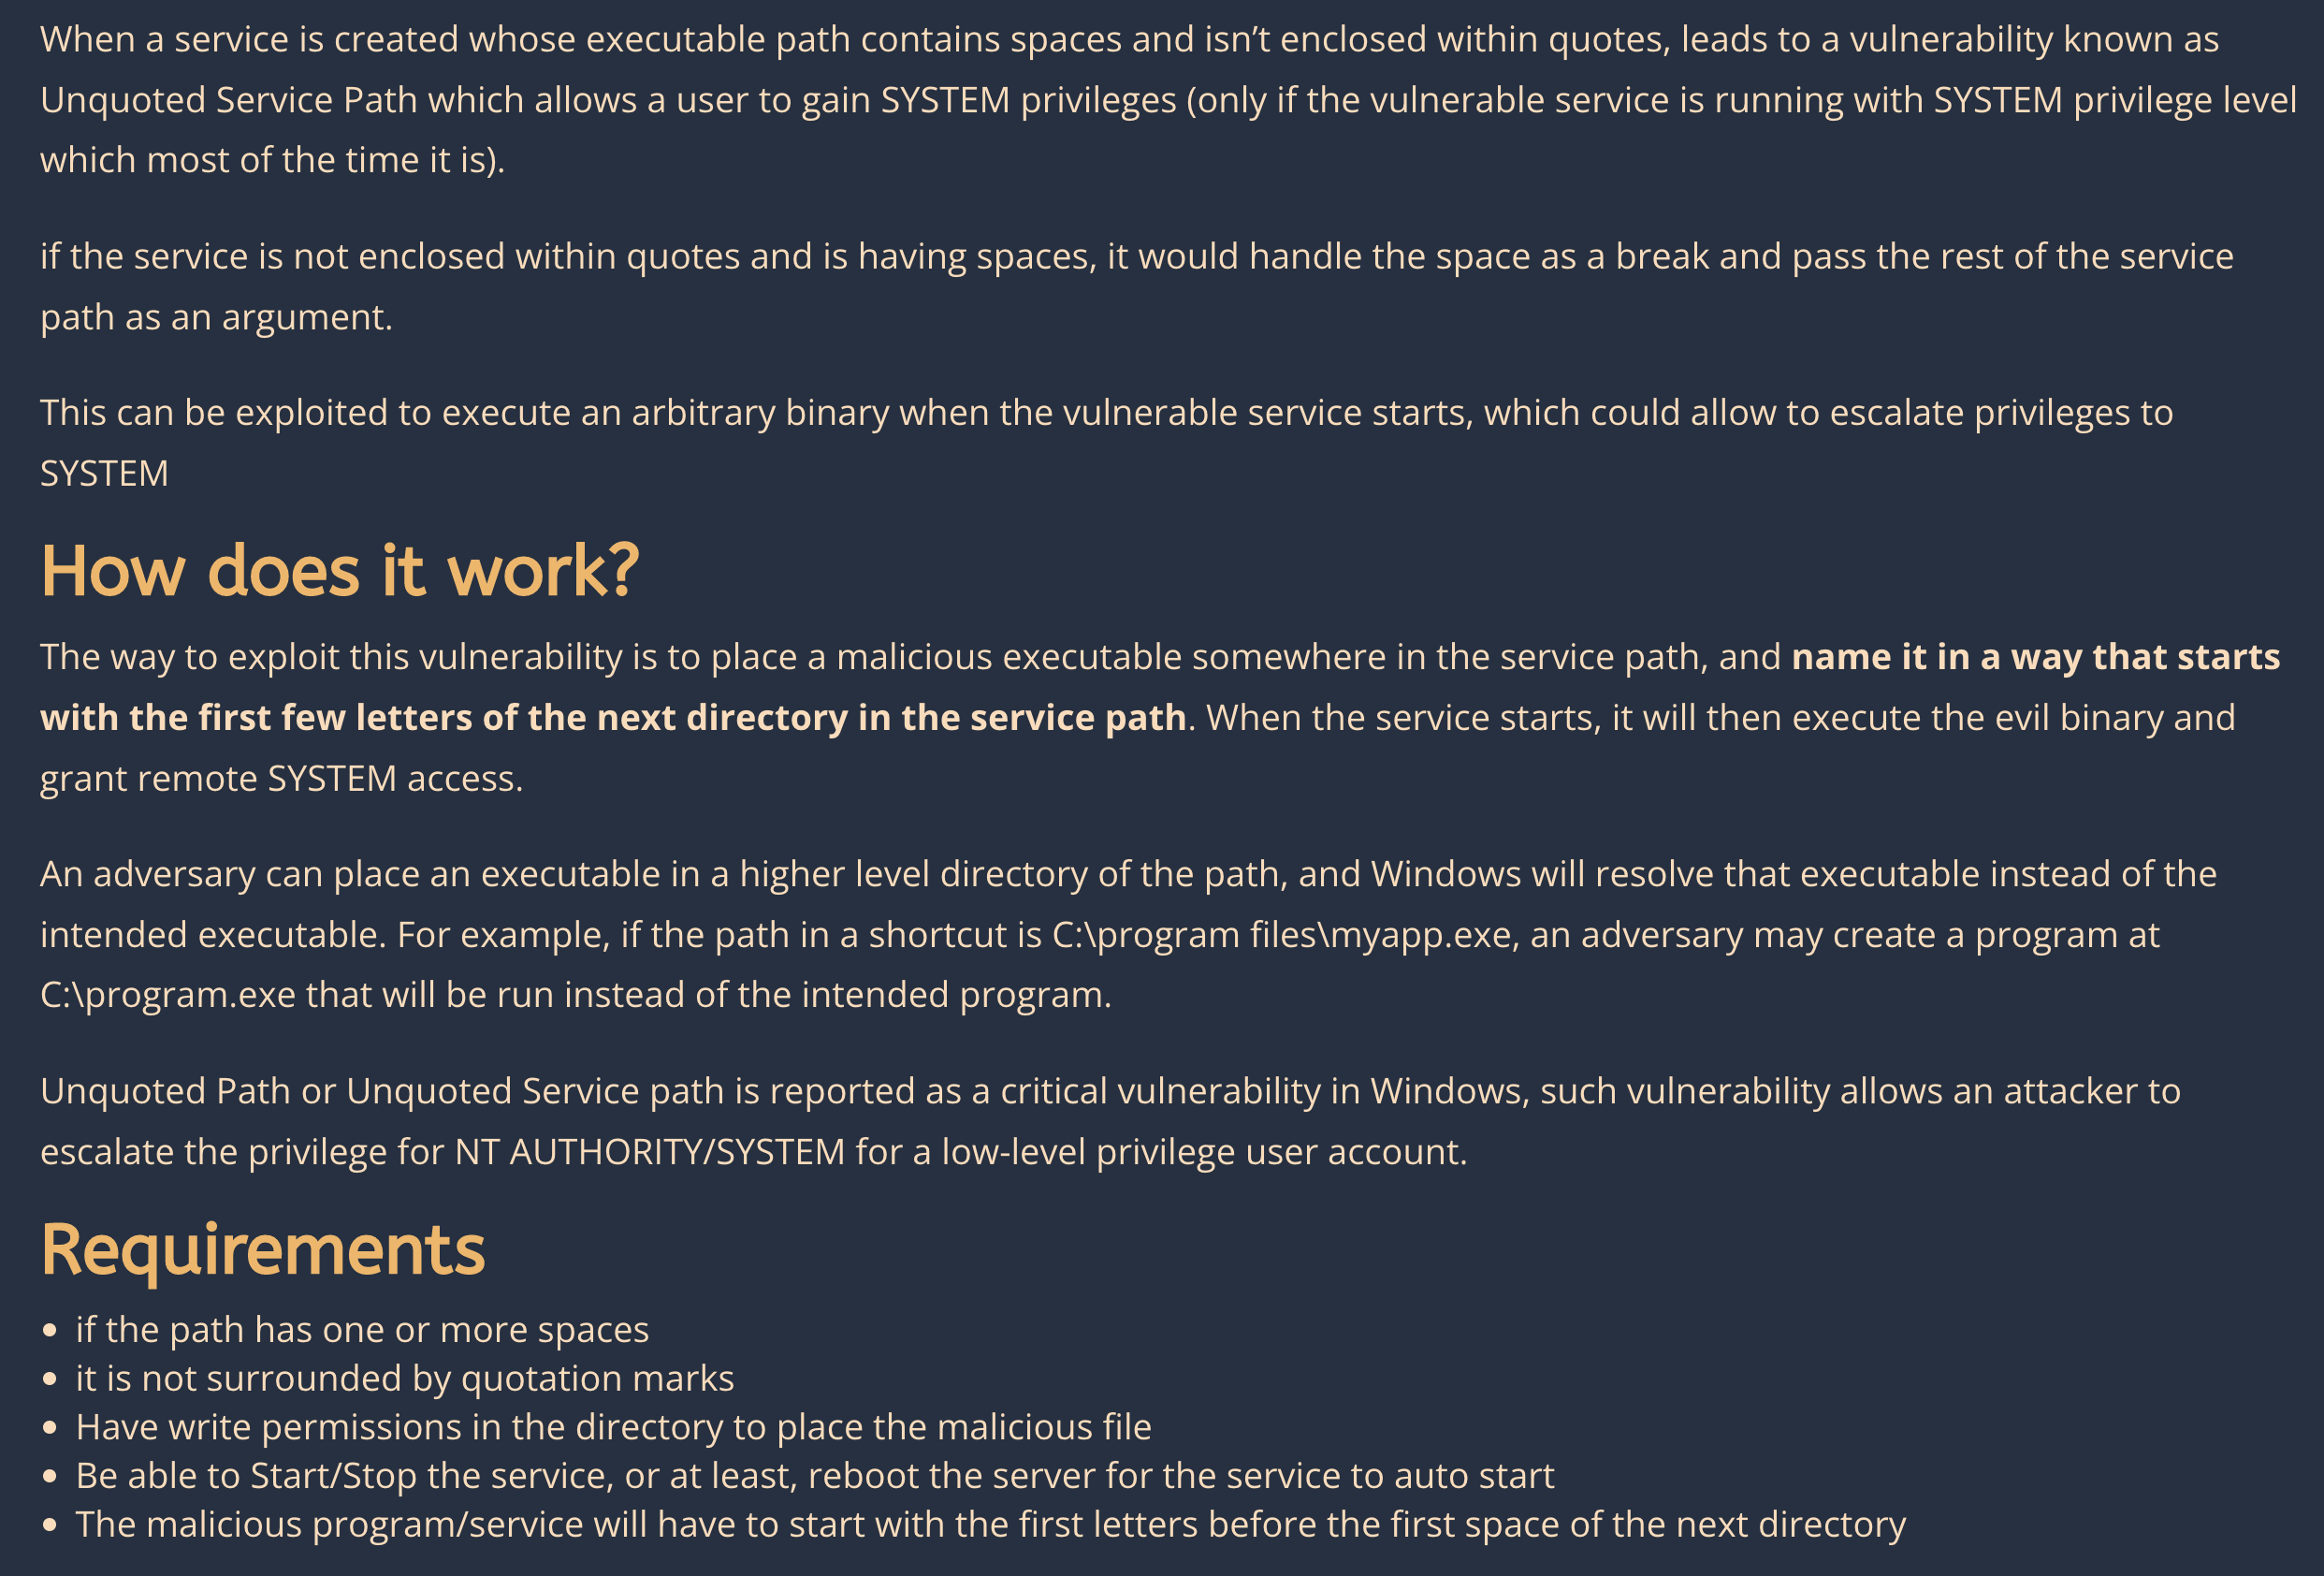 When a service is created whose executable path contains spaces and isn’t enclosed within quotes, leads to a vulnerability known as
Unquoted Service Path which allows a user to gain SYSTEM privileges (only if the vulnerable service is running with SYSTEM privilege level
which most of the time it is).
if the service is not enclosed within quotes and is having spaces, it would handle the space as a break and pass the rest of the service
path as an argument.
This can be exploited to execute an arbitrary binary when the vulnerable service starts, which could allow to escalate privileges to
SYSTEM
How does it work?
The way to exploit this vulnerability is to place a malicious executable somewhere in the service path, and name it in a way that starts
with the first few letters of the next directory in the service path. When the service starts, it will then execute the evil binary and
grant remote SYSTEM access.
An adversary can place an executable in a higher level directory of the path, and Windows will resolve that executable instead of the
intended executable. For example, if the path in a shortcut is C:\program files\myapp.exe, an adversary may create a program at
C:\program.exe that will be run instead of the intended program.
Unquoted Path or Unquoted Service path is reported as a critical vulnerability in Windows, such vulnerability allows an attacker to
escalate the privilege for NT AUTHORITY/SYSTEM for a low-level privilege user account.
Requirements
• if the path has one or more spaces
• it is not surrounded by quotation marks
• Have write permissions in the directory to place the malicious file
• Be able to Start/Stop the service, or at least, reboot the server for the service to auto start
• The malicious program/service will have to start with the first letters before the first space of the next directory